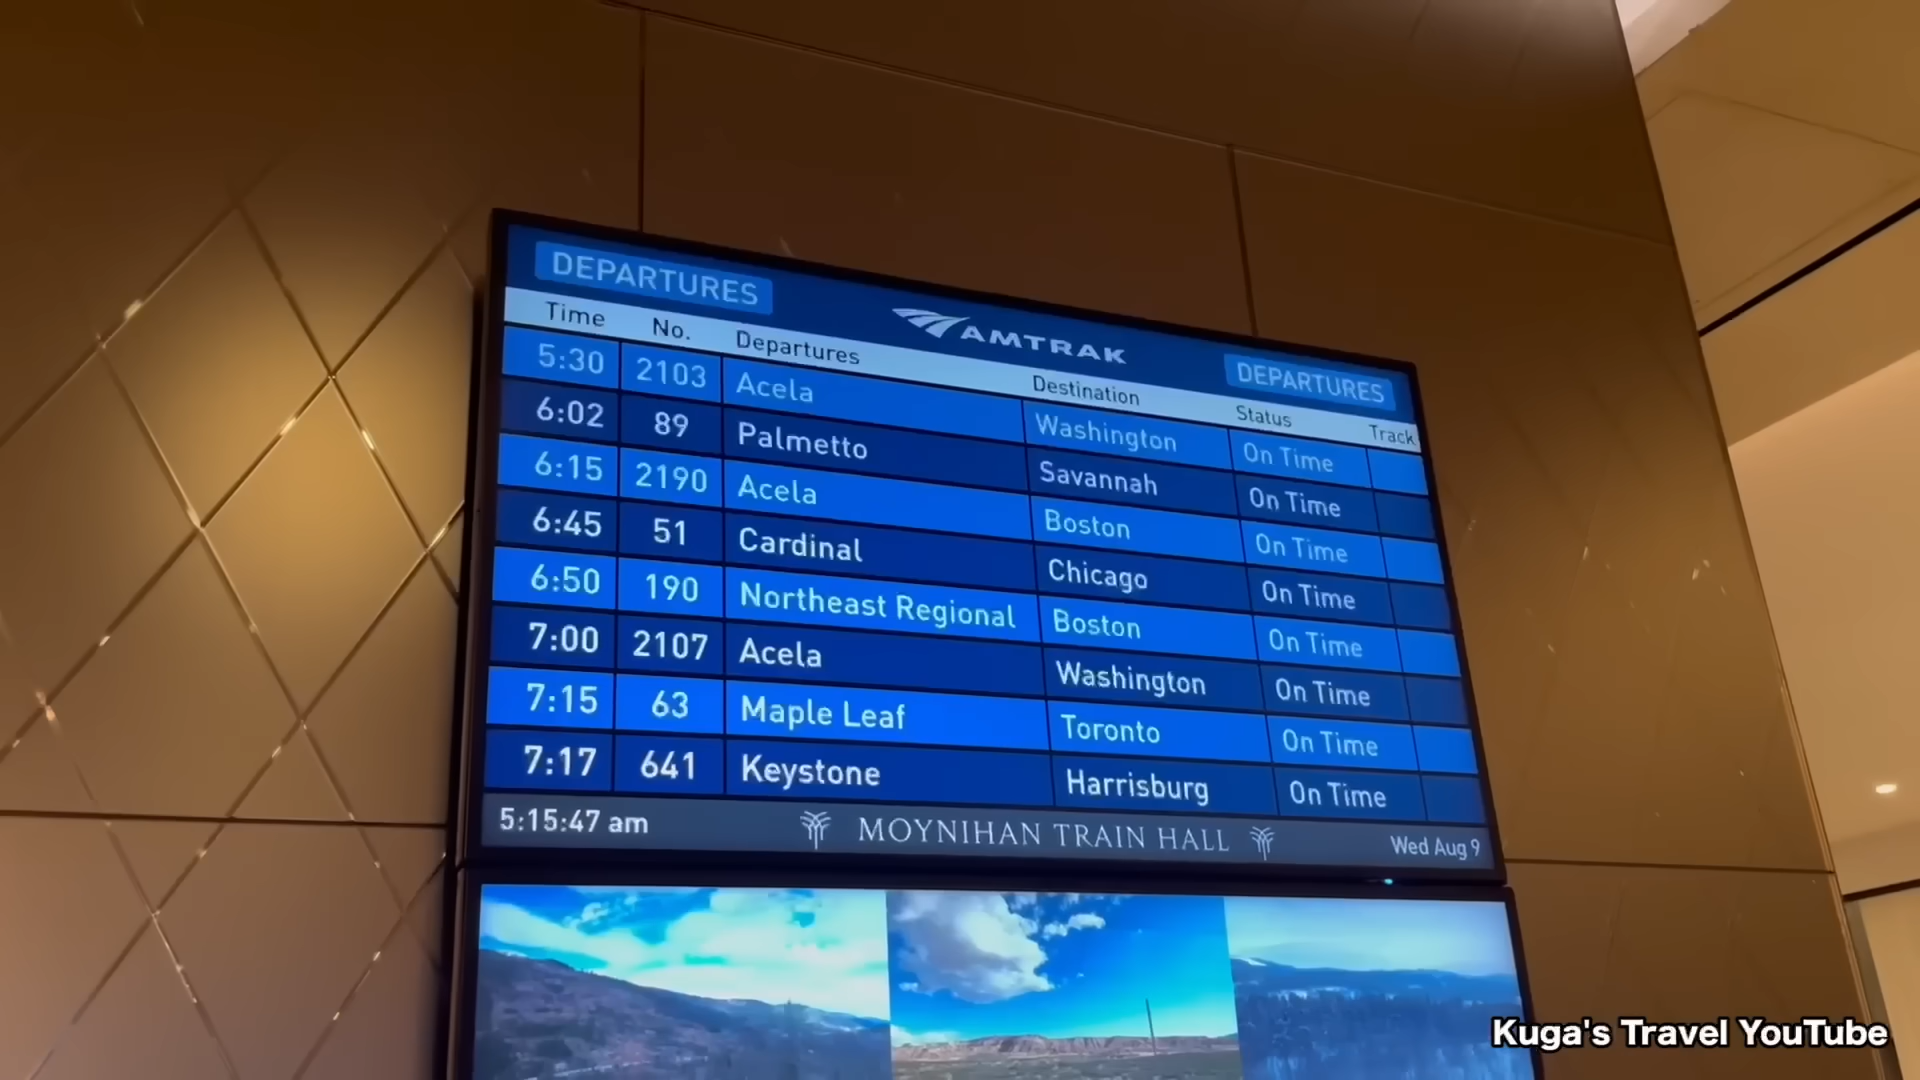 DEPARTURES AMTRAK DEPARTURES
Time No. Departures Destination Status Track
5:30 2103 Acela Washington On Time
6:02 89 Palmetto Savannah On Time
6:15 2190 Acela Boston On Time
6:45 51 Cardinal Chicago On Time
6:50 190 Northeast Regional Boston On Time
7:00 2107 Acela Washington On Time
7:15 63 Maple Leaf Toronto On Time
7:17 641 Keystone Harrisburg On Time
5:15:47 am MOYNIHAN TRAIN HALL Wed Aug 9
Kuga's Travel YouTube